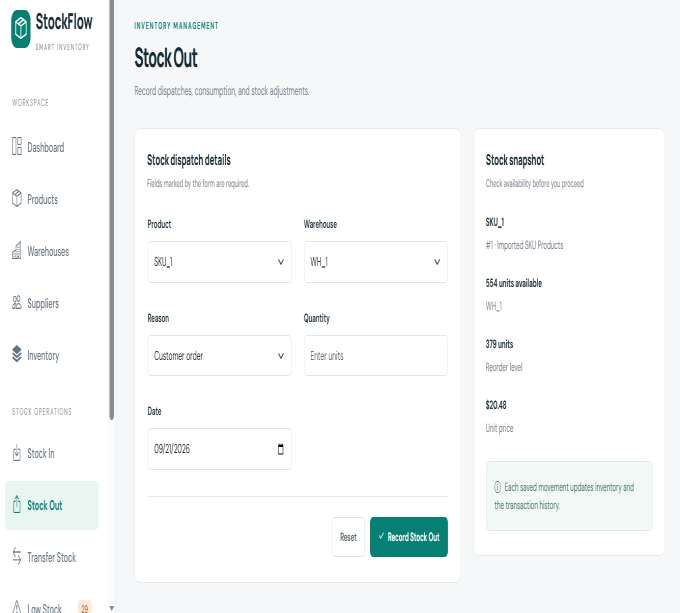 StockFlow
SMART INVENTORY
WORKSPACE
Dashboard
Products
Warehouses
Suppliers
Inventory
STOCK OPERATIONS
Stock In
Stock Out
Transfer Stock
Low Stock 29
INVENTORY MANAGEMENT
Stock Out
Record dispatches, consumption, and stock adjustments.
Stock dispatch details
Fields marked by the form are required.
Product Warehouse
SKU_1 WH_1
Reason Quantity
Customer order Enter units
Date
09/21/2026
Reset ✓ Record Stock Out
Stock snapshot
Check availability before you proceed
SKU_1
#1 · Imported SKU Products
554 units available
WH_1
379 units
Reorder level
$20.48
Unit price
ⓘ Each saved movement updates inventory and
the transaction history.